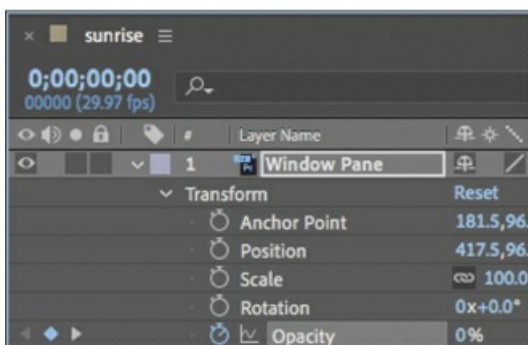 × sunrise
0;00;00;00
00000 (29.97 fps)
# Layer Name
1 Window Pane
Transform Reset
Anchor Point 181.5,96.
Position 417.5,96.
Scale 100.0
Rotation 0x+0.0°
Opacity 0%